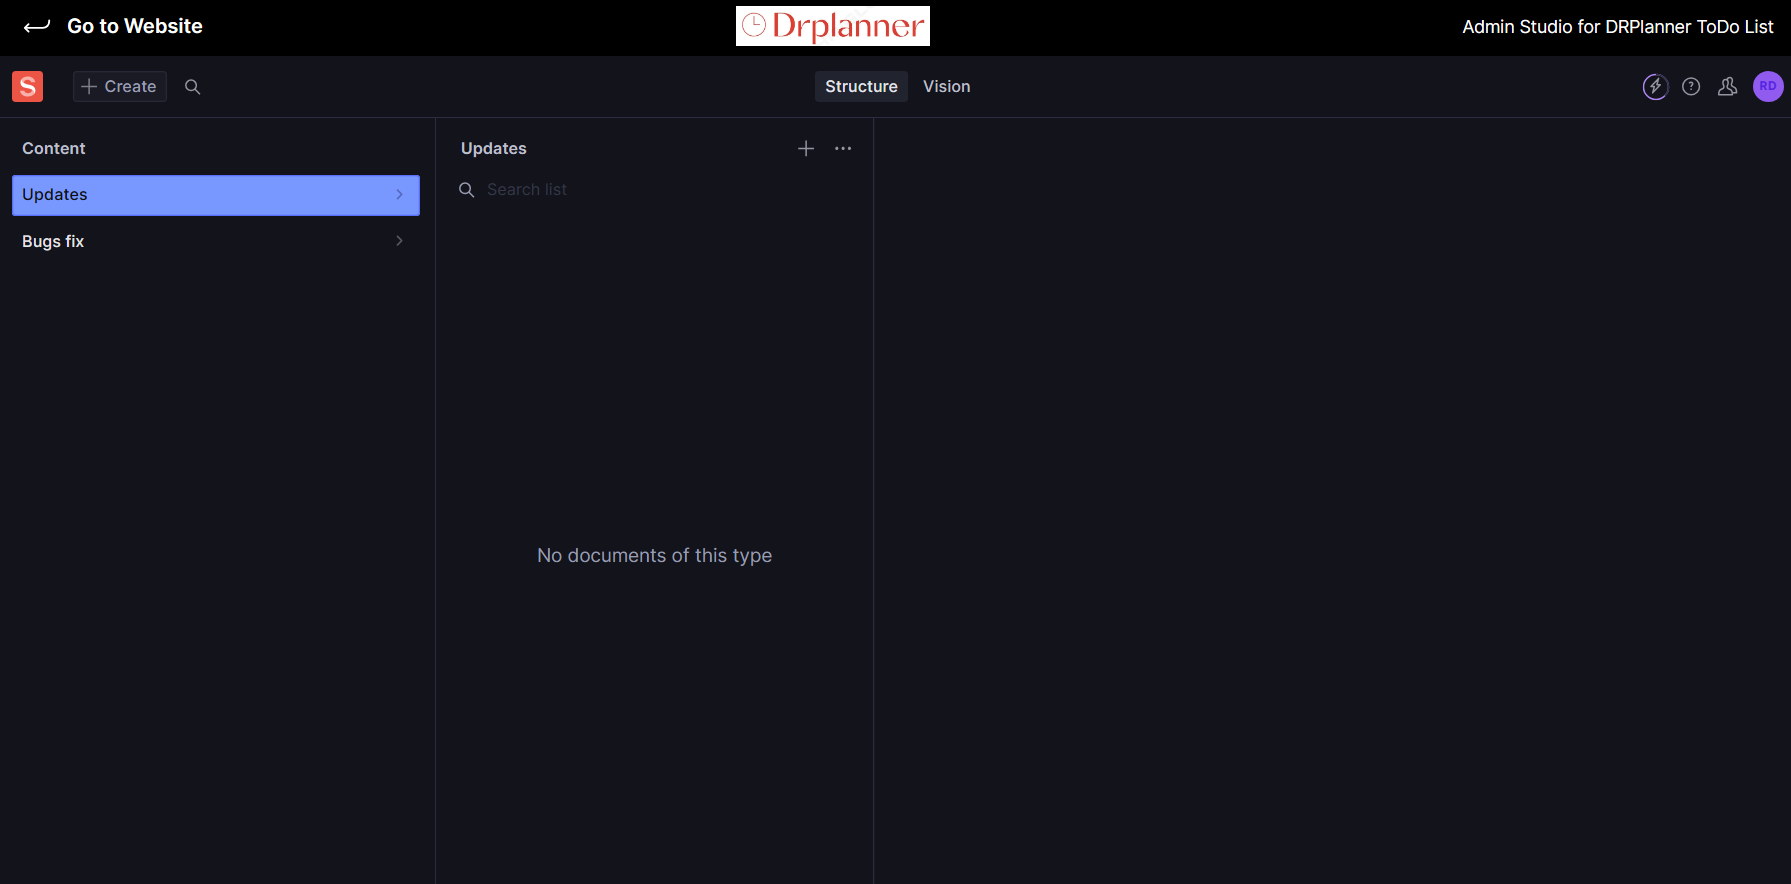 Go to Website
Drplanner
Admin Studio for DRPlanner ToDo List
S
Create
Structure
Vision
RD
Content
Updates
Bugs fix
Updates
Search list
No documents of this type